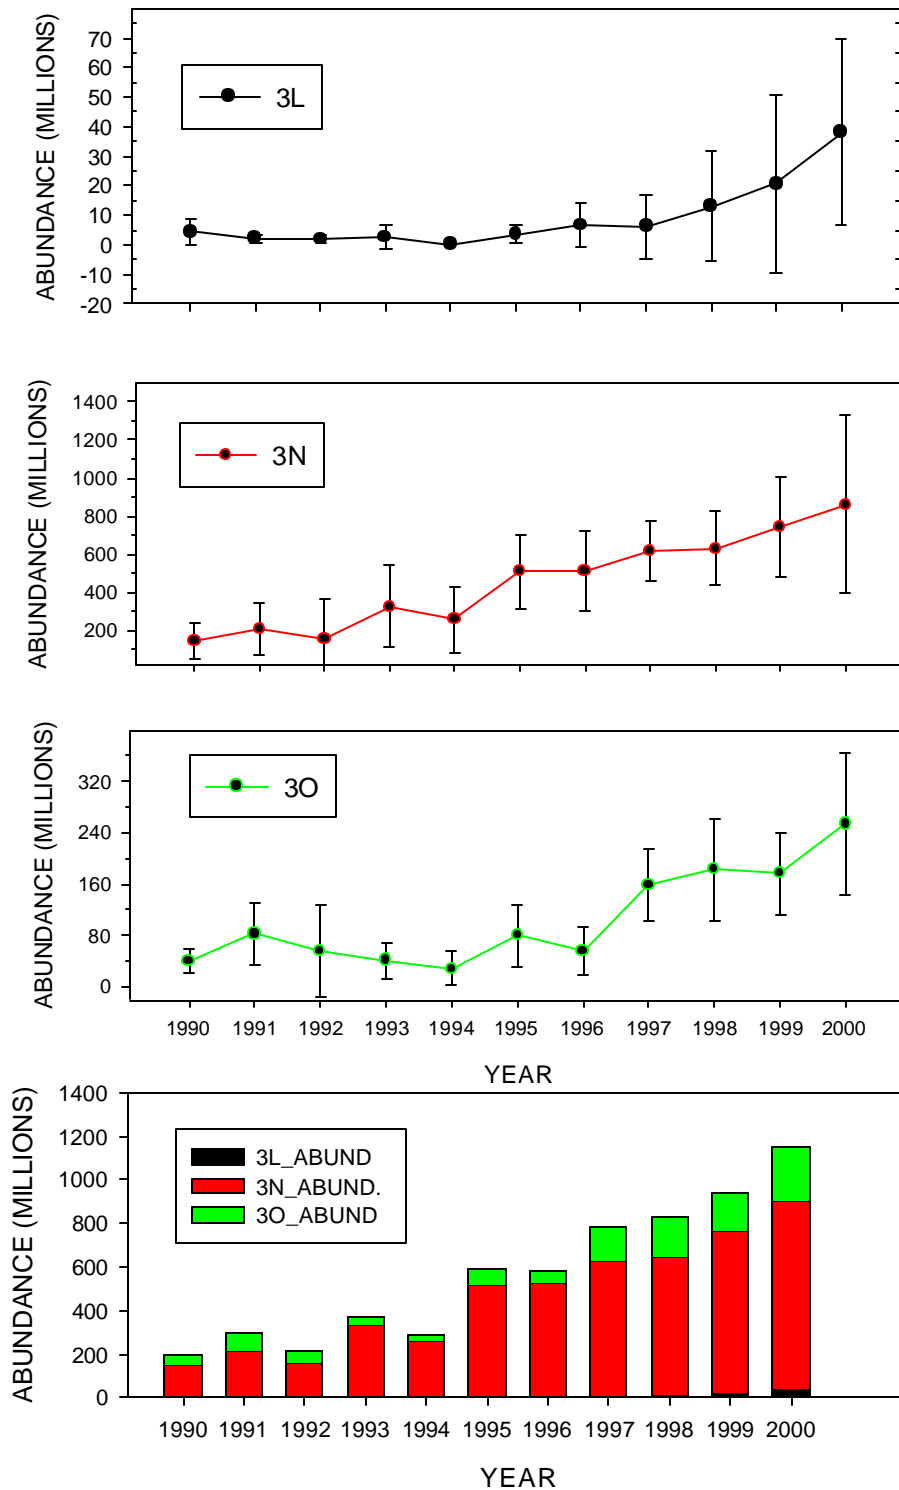 ABUNDANCE (MILLIONS)
70
60
50
40
30
20
10
0
-10
-20
3L
ABUNDANCE (MILLIONS)
1400
1200
1000
800
600
400
200
3N
ABUNDANCE (MILLIONS)
320
240
160
80
0
3O
1990 1991 1992 1993 1994 1995 1996 1997 1998 1999 2000
YEAR
ABUNDANCE (MILLIONS)
1400
1200
1000
800
600
400
200
0
3L_ABUND
3N_ABUND.
3O_ABUND
1990 1991 1992 1993 1994 1995 1996 1997 1998 1999 2000
YEAR